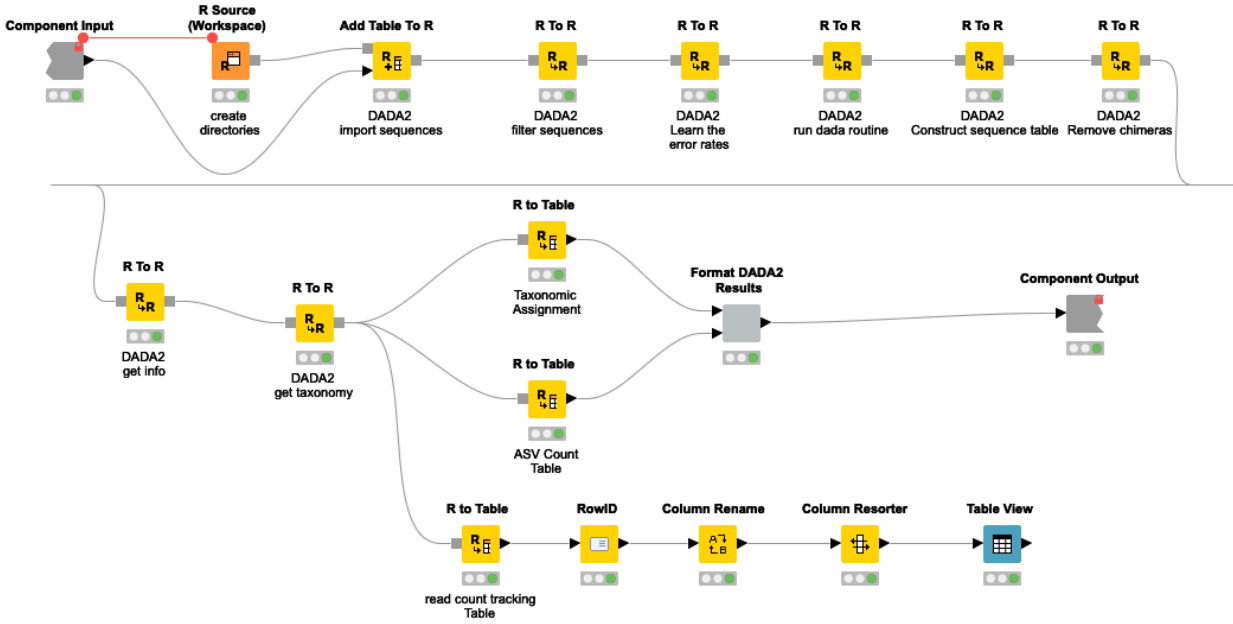 Component Input
R Source
(Workspace)
Add Table To R
R To R
R To R
R To R
R To R
R To R
R
R
R
R
R
R
R
R
R
R
R
R
create
directories
DADA2
import sequences
DADA2
filter sequences
DADA2
Learn the
error rates
DADA2
run dada routine
DADA2
Construct sequence table
DADA2
Remove chimeras
R to Table
R
Taxonomic
Assignment
R To R
R
R
DADA2
get info
R To R
R
R
DADA2
get taxonomy
Format DADA2
Results
Component Output
R to Table
R
ASV Count
Table
R to Table
R
read count tracking
Table
RowID
Column Rename
A
B
Column Resorter
Table View